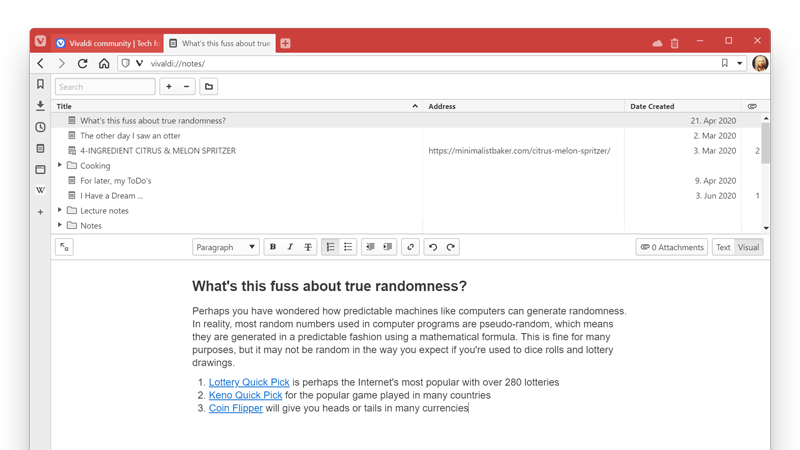 Vivaldi community | Tech f
What's this fuss about true
vivaldi://notes/
Search
Title Address Date Created
What's this fuss about true randomness? 21. Apr 2020
The other day I saw an otter 2. Mar 2020
4-INGREDIENT CITRUS & MELON SPRITZER https://minimalistbaker.com/citrus-melon-spritzer/ 3. Mar 2020 2
Cooking
For later, my ToDo's 9. Apr 2020
I Have a Dream ... 3. Jun 2020 1
Lecture notes
Notes
W
Paragraph B I T 0 Attachments Text Visual
What's this fuss about true randomness?
Perhaps you have wondered how predictable machines like computers can generate randomness.
In reality, most random numbers used in computer programs are pseudo-random, which means
they are generated in a predictable fashion using a mathematical formula. This is fine for many
purposes, but it may not be random in the way you expect if you're used to dice rolls and lottery
drawings.
1. Lottery Quick Pick is perhaps the Internet's most popular with over 280 lotteries
2. Keno Quick Pick for the popular game played in many countries
3. Coin Flipper will give you heads or tails in many currencies